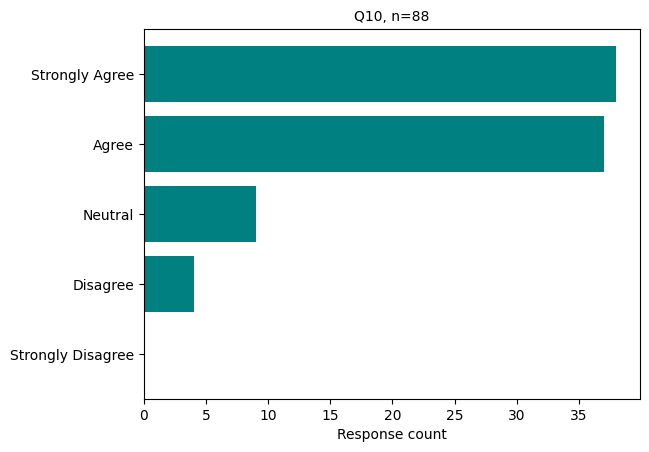 Q10, n=88
Strongly Agree
Agree
Neutral
Disagree
Strongly Disagree
0 5 10 15 20 25 30 35
Response count